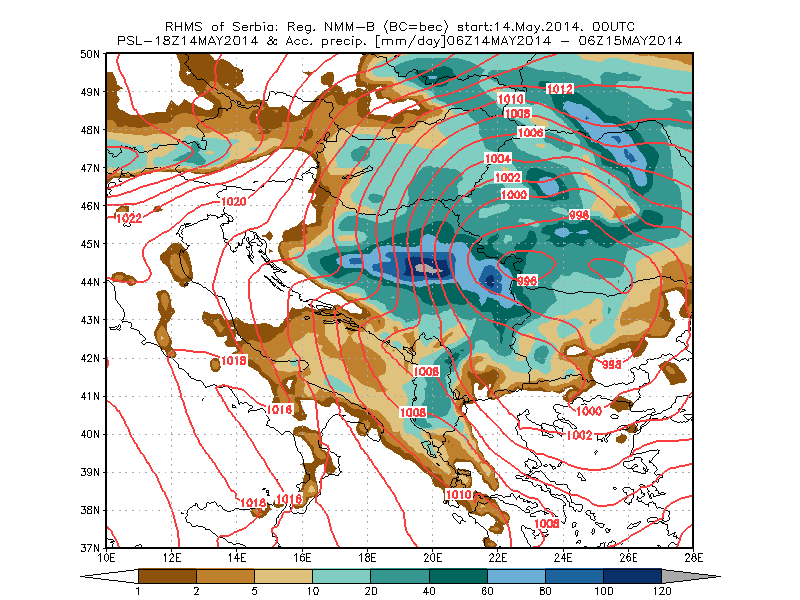 RHMS of Serbia: Reg. NMM-B (BC=bec) start:14.May.2014. 00UTC
PSL-18Z14MAY2014 & Acc. precip. [mm/day]06Z14MAY2014 - 06Z15MAY2014
50N
49N
1012
1010
1008
48N
1006
1004
47N
1002
1000
46N
1020
1022
998
45N
44N
996
43N
42N
1018
998
1008
41N
1016
1008
1000
40N
1002
39N
1010
38N
1016
1016
1008
37N
10E 12E 14E 16E 18E 20E 22E 24E 26E 28E
1 2 5 10 20 40 60 80 100 120